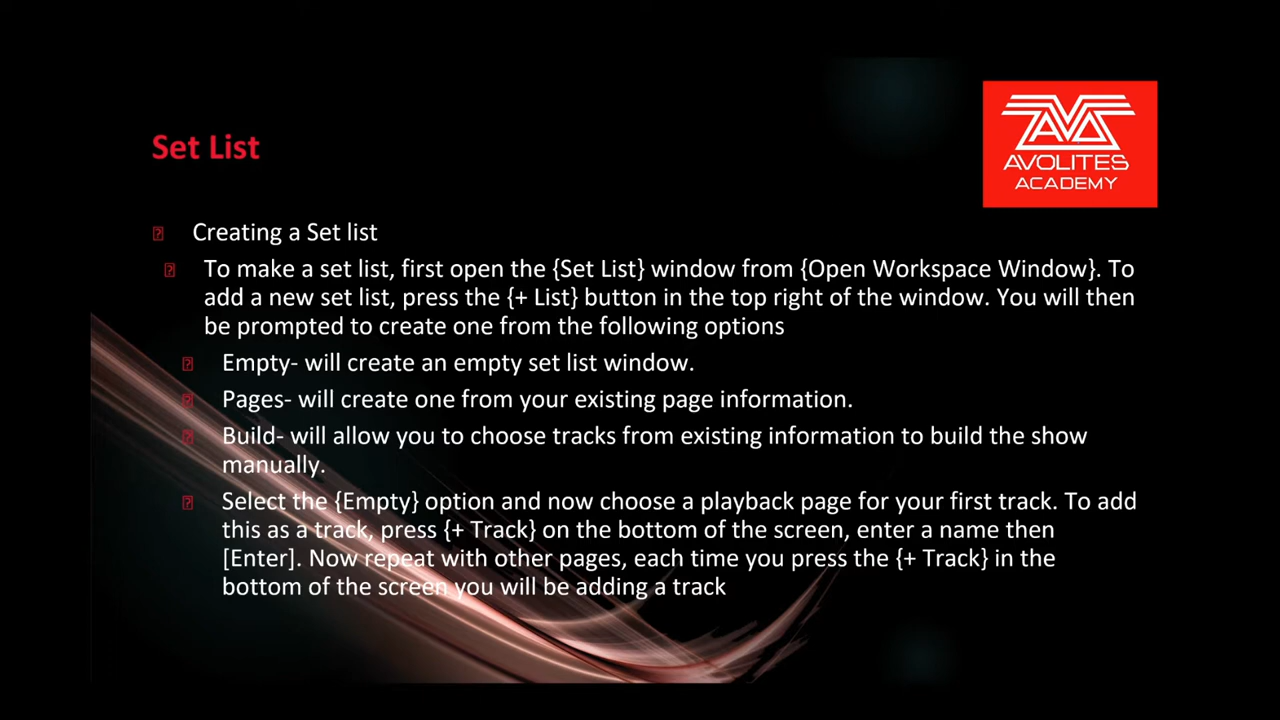 AVOLITES
ACADEMY
Set List
Creating a Set list
To make a set list, first open the {Set List} window from {Open Workspace Window}. To
add a new set list, press the {+ List} button in the top right of the window. You will then
be prompted to create one from the following options
Empty- will create an empty set list window.
Pages- will create one from your existing page information.
Build- will allow you to choose tracks from existing information to build the show
manually.
Select the {Empty} option and now choose a playback page for your first track. To add
this as a track, press {+ Track} on the bottom of the screen, enter a name then
[Enter]. Now repeat with other pages, each time you press the {+ Track} in the
bottom of the screen you will be adding a track